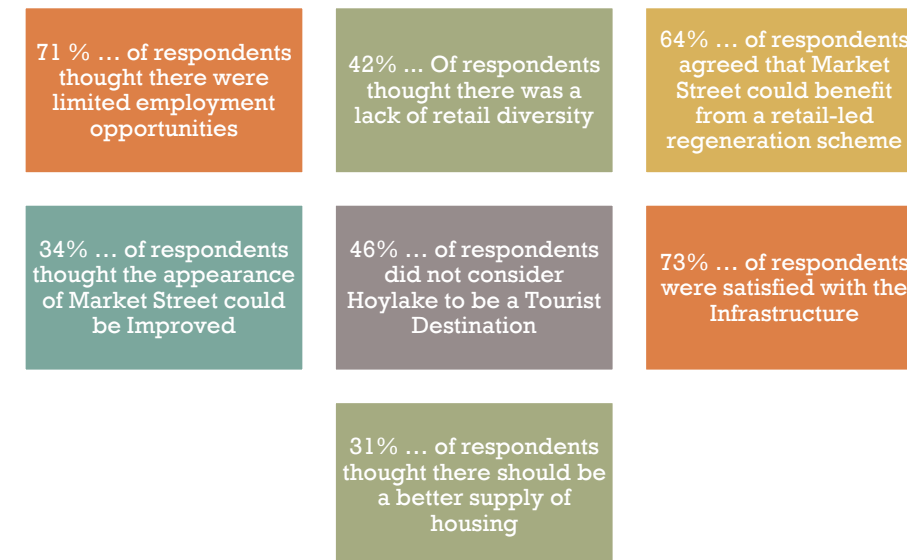 71 % … of respondents
thought there were
limited employment
opportunities
42% ... Of respondents
thought there was a
lack of retail diversity
64% … of respondents
agreed that Market
Street could benefit
from a retail-led
regeneration scheme
34% … of respondents
thought the appearance
of Market Street could
be Improved
46% … of respondents
did not consider
Hoylake to be a Tourist
Destination
73% … of respondents
were satisfied with the
Infrastructure
31% … of respondents
thought there should be
a better supply of
housing